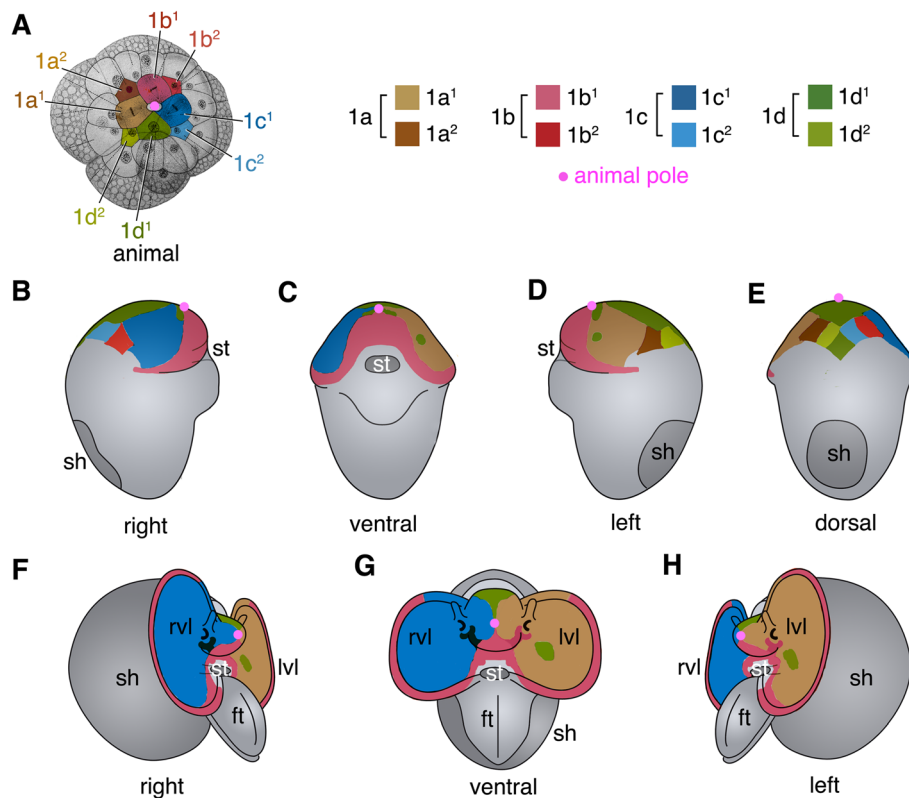 A
1b¹
1b²
1a²
1a¹
1c¹
1c²
1d²
1d¹
animal
1a
1a¹
1a²
1b
1b¹
1b²
1c
1c¹
1c²
1d
1d¹
1d²
animal pole
B
st
sh
right
C
st
ventral
D
st
sh
left
E
sh
dorsal
F
rvl
st
lvl
sh
ft
right
G
rvl
lvl
st
ft
sh
ventral
H
lvl
rvl
st
sh
ft
left